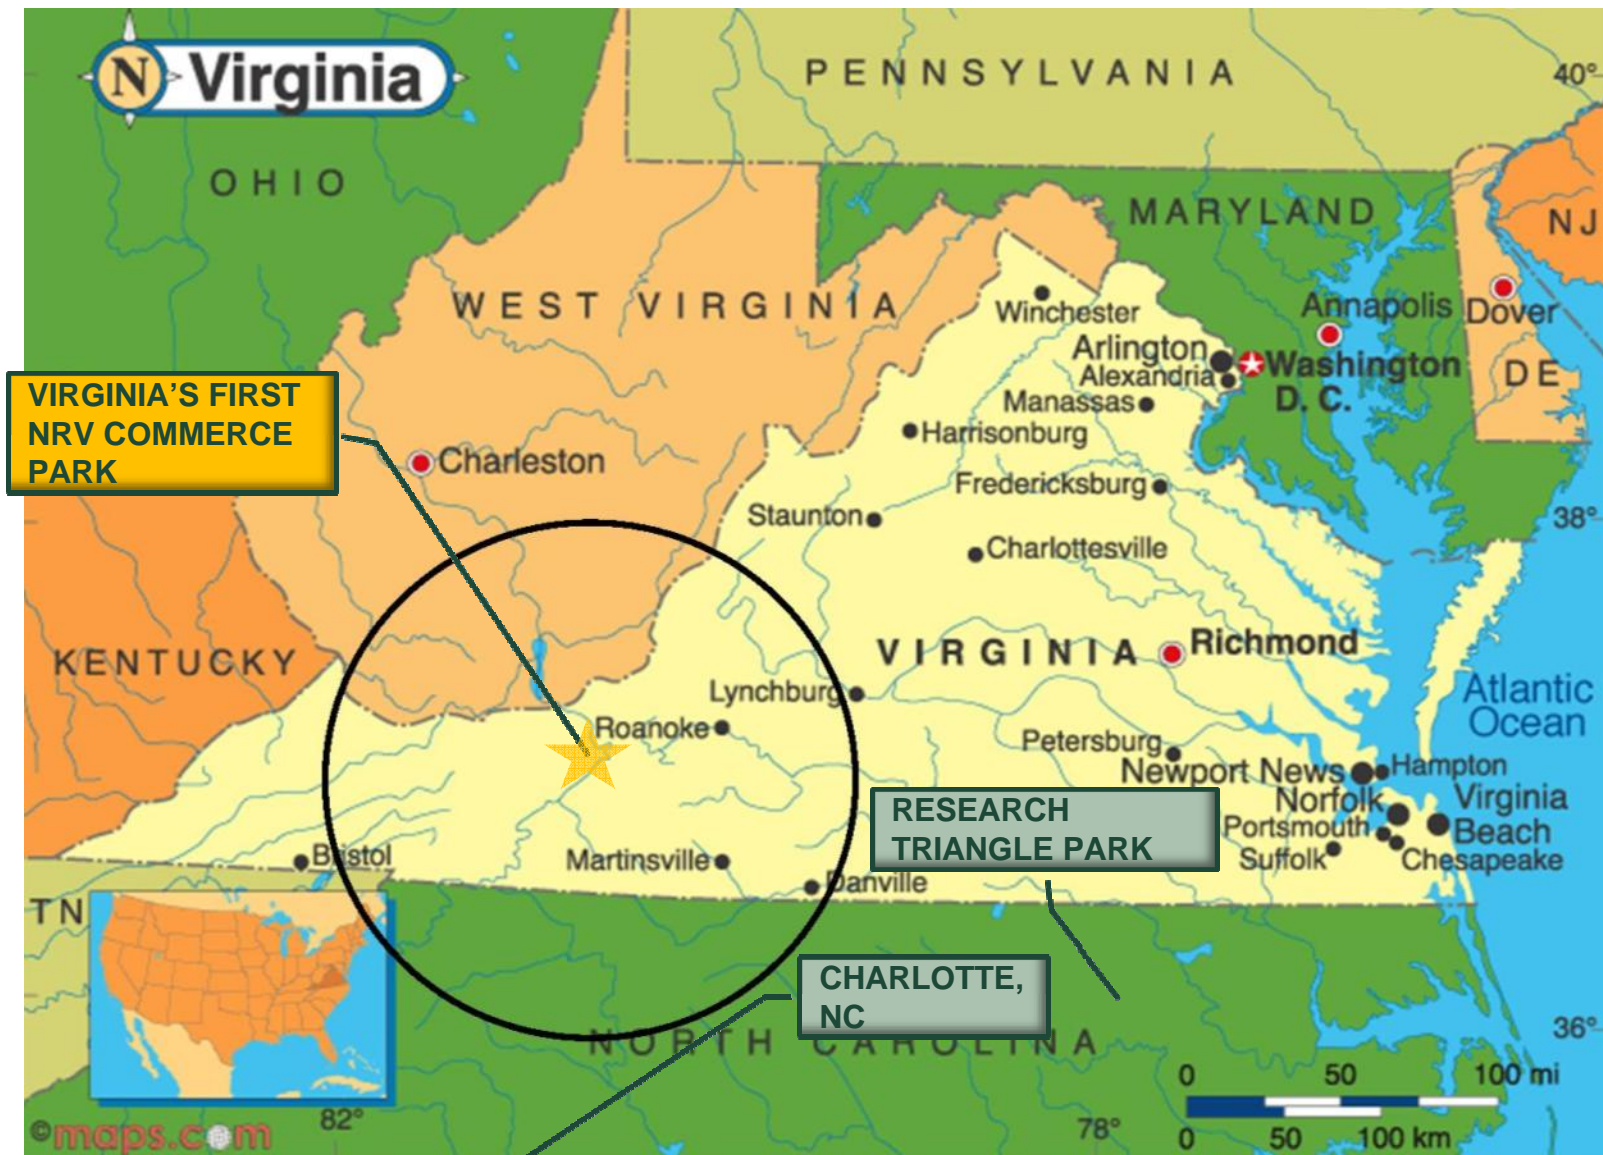 N Virginia
PENNSYLVANIA
40°
OHIO
MARYLAND
NJ
WEST VIRGINIA
Winchester
Annapolis
Dover
Arlington
Washington
D. C.
Alexandria
DE
Manassas
VIRGINIA'S FIRST
NRV COMMERCE
PARK
Harrisonburg
Charleston
Fredericksburg
Staunton
38°
Charlottesville
KENTUCKY
VIRGINIA
Richmond
Lynchburg
Atlantic
Ocean
Roanoke
Petersburg
Newport News
Hampton
Norfolk
Virginia
Beach
RESEARCH
TRIANGLE PARK
Portsmouth
Suffolk
Chesapeake
Bristol
Martinsville
Danville
TN
CHARLOTTE,
NC
NORTH CAROLINA
36°
0 50 100 mi
0 50 100 km
82°
78°
©maps.com